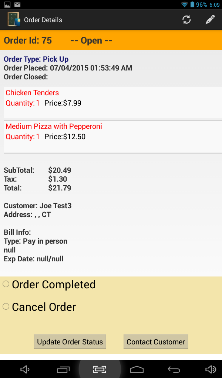 5:09
Order Details
Order Id: 75 -- Open --
Order Type: Pick Up
Order Placed: 07/04/2015 01:53:49 AM
Order Closed:
Chicken Tenders
Quantity: 1 Price:$7.99
Medium Pizza with Pepperoni
Quantity: 1 Price:$12.50
SubTotal: $20.49
Tax: $1.30
Total: $21.79
Customer: Joe Test3
Address: , , CT
Bill Info:
Type: Pay in person
null
Exp Date: null/null
Order Completed
Cancel Order
Update Order Status
Contact Customer